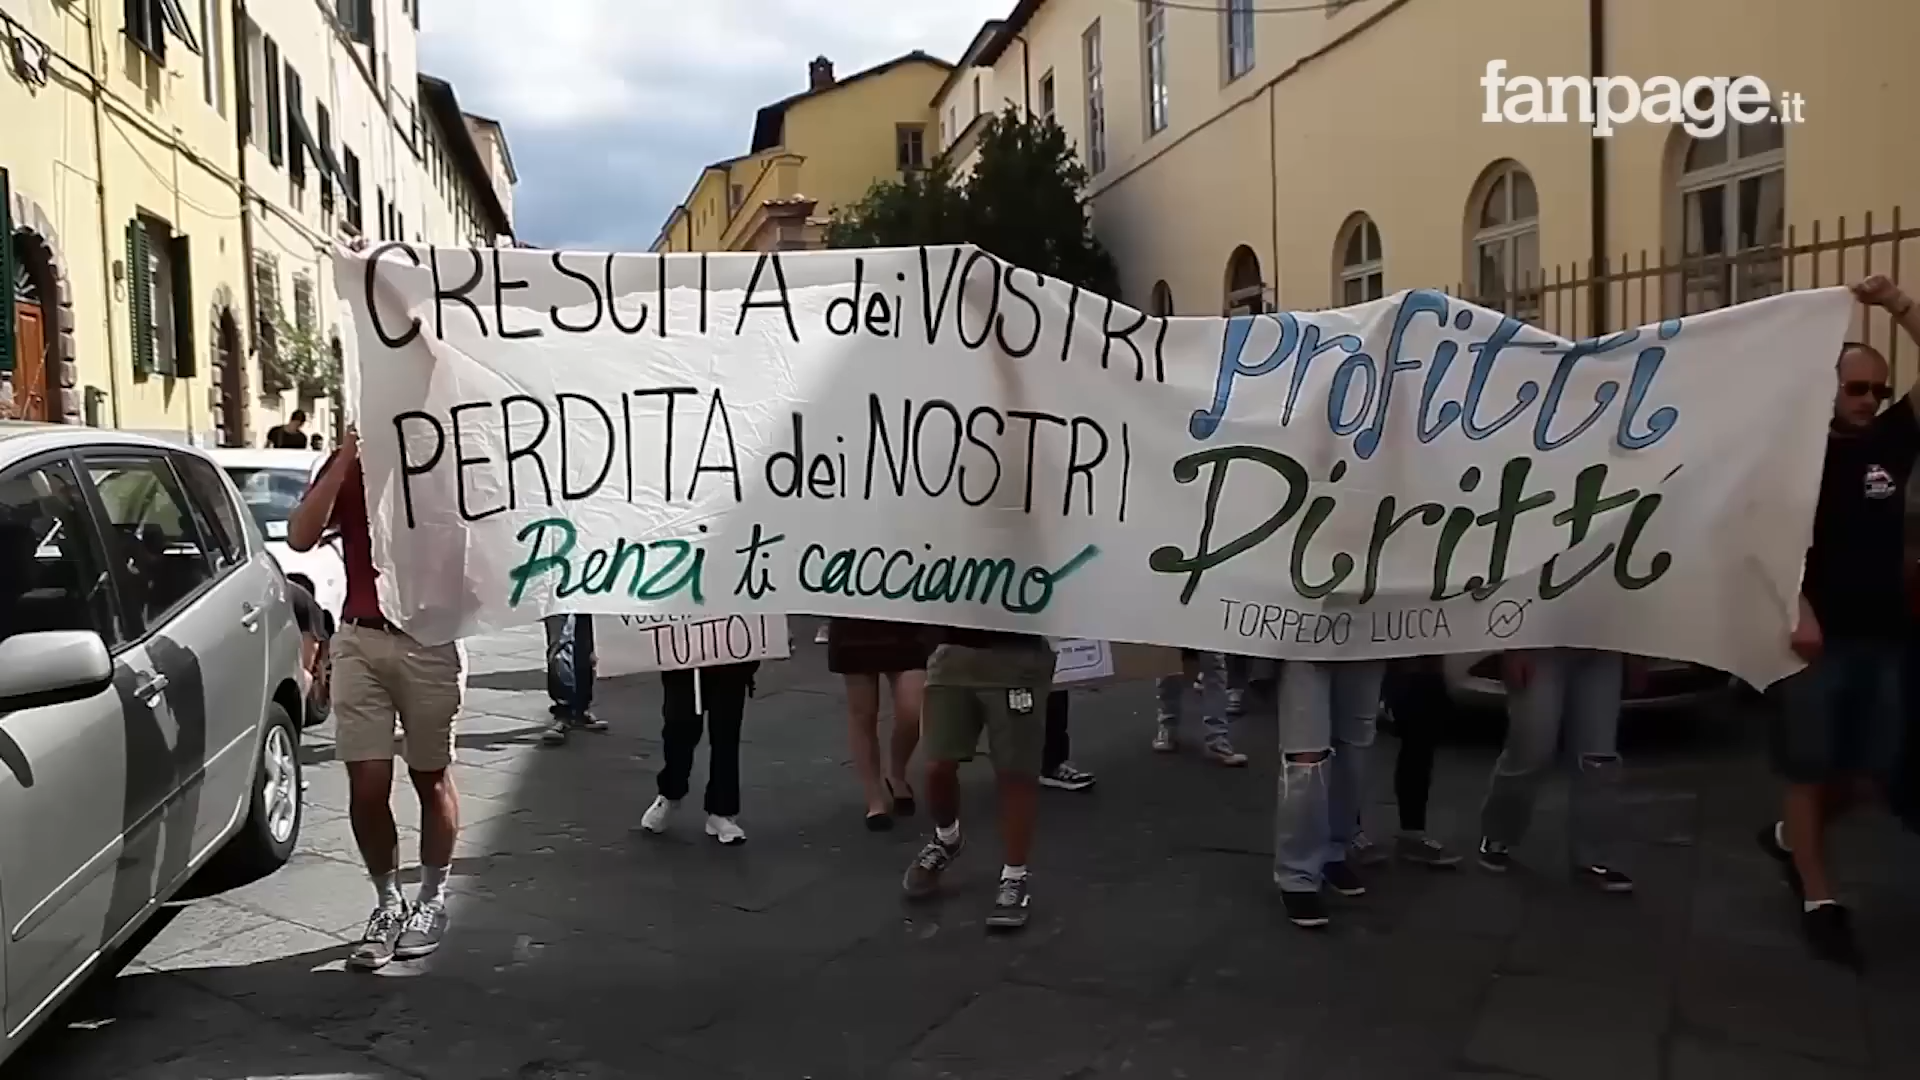 fanpage.it
CRESCITA dei VOSTRI Profitti
PERDITA dei NOSTRI Diritti
Renzi ti cacciamo
TORPEDO LUCCA
TUTTO!